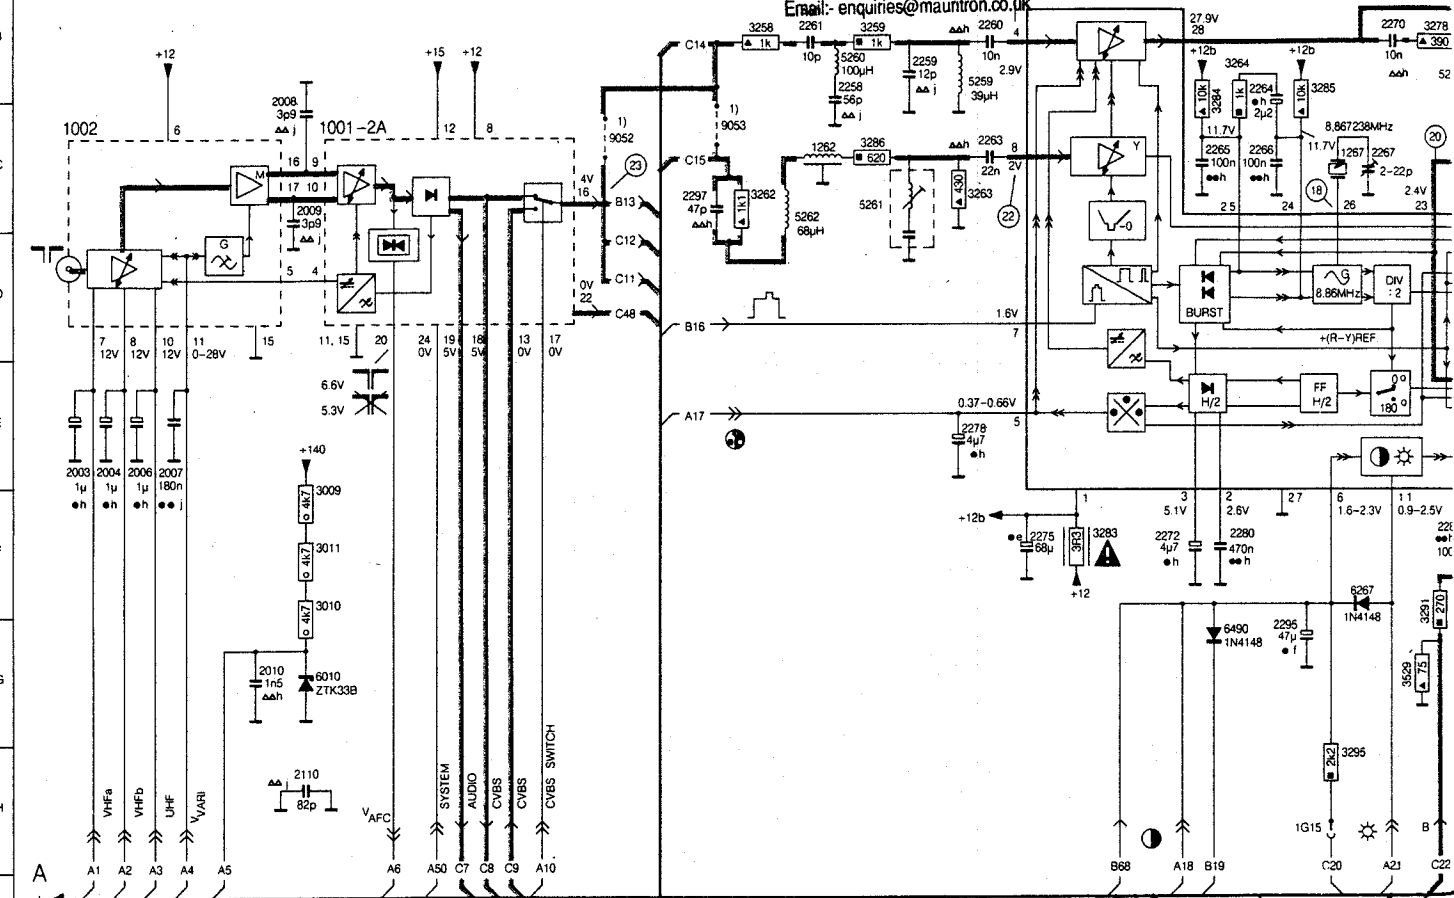 Email:- enquiries@mauritron.co.uk
+12
1002
6
2008
3p9
1001-2A
+15
+12
12
8
M
16
9
17
10
2009
3p9
G
5
4
1)
9052
23
4V
16
B13
C12
C11
0V
22
C48
7
12V
8
12V
10
12V
11
0-28V
15
11, 15
20
24
0V
19
5V
18
5V
13
0V
17
0V
6.6V
5.3V
2003
1µ
h
2004
1µ
h
2006
1µ
h
2007
180n
j
+140
3009
4k7
3011
4k7
3010
4k7
2010
1n5
h
6010
ZTK33B
2110
j
82p
VHFa
VHFb
UHF
VVARI
VAFC
SYSTEM
AUDIO
CVBS
CVBS
CVBS SWITCH
A
A1
A2
A3
A4
A5
A6
A50
C7
C8
C9
A10
C14
3258
1k
2261
10p
3259
1k
5260
100µH
2258
56p
j
2259
12p
j
h
2260
10n
5259
39µH
4
2.9V
1)
9053
C15
2297
47p
h
3262
1k1
5262
68µH
1262
3286
620
5261
h
2263
22n
430
3263
8
2V
22
Y
-0
B16
1.6V
7
A17
0.37-0.66V
5
2278
4µ7
h
27.9V
28
2270
10n
h
3278
390
+12b
10k
3284
3264
1k
2264
h
2µ2
+12b
10k
3285
11.7V
2265
100n
2266
100n
h
8,867238MHz
11.7V
1267
2267
2-22p
20
2.4V
25
24
18
26
23
BURST
G
8.86MHz
DIV
:2
+(R-Y)REF.
H/2
FF
H/2
0°
180°
1
3
5.1V
2
2.6V
27
6
1.6-2.3V
11
0.9-2.5V
+12b
e
2275
68µ
3R3
3283
+12
2272
4µ7
h
2280
470n
h
6267
1N4148
6490
1N4148
2295
47µ
f
3291
270
3529
75
2k2
3295
1G15
B
B68
A18
B19
C20
A21
C22